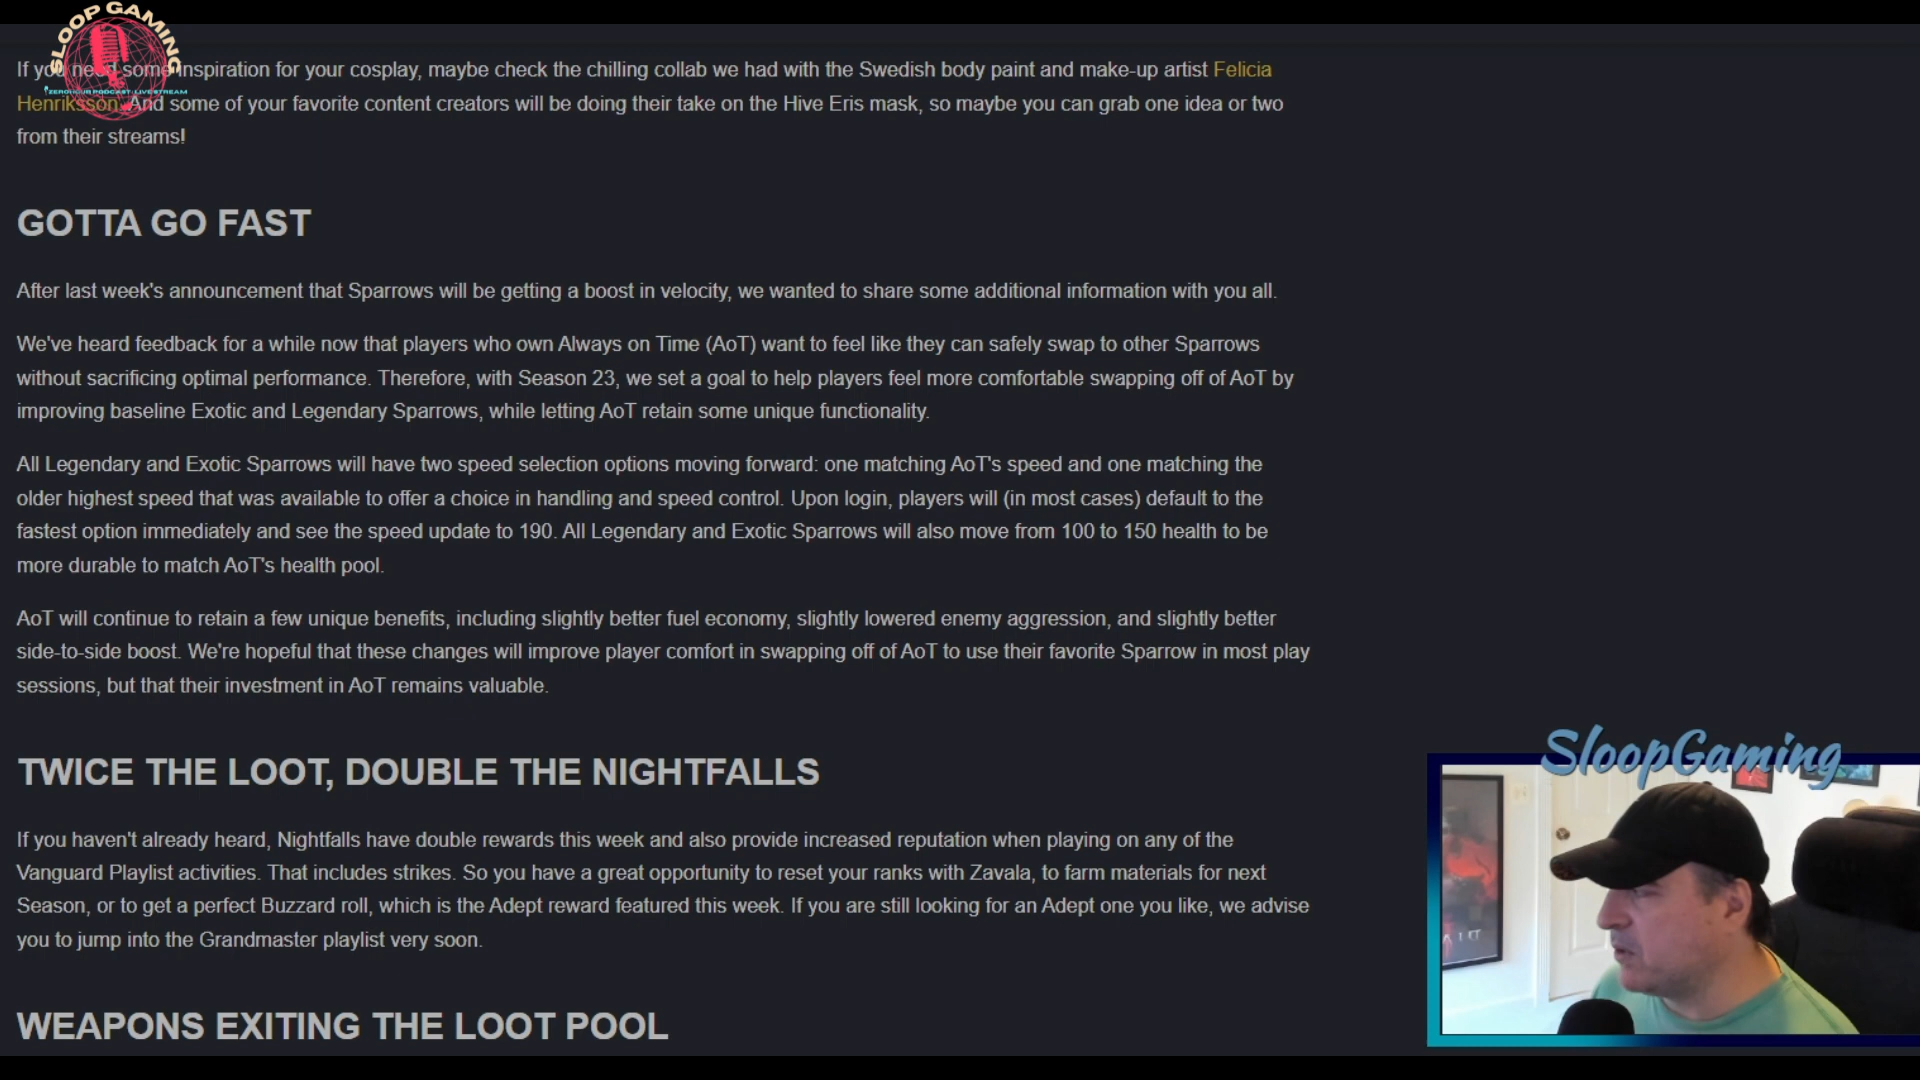 SLOOP GAMING
ZEROHOUR PODCAST LIVESTREAM
If you need some inspiration for your cosplay, maybe check the chilling collab we had with the Swedish body paint and make-up artist Felicia
Henriksson. And some of your favorite content creators will be doing their take on the Hive Eris mask, so maybe you can grab one idea or two
from their streams!
GOTTA GO FAST
After last week's announcement that Sparrows will be getting a boost in velocity, we wanted to share some additional information with you all.
We've heard feedback for a while now that players who own Always on Time (AoT) want to feel like they can safely swap to other Sparrows
without sacrificing optimal performance. Therefore, with Season 23, we set a goal to help players feel more comfortable swapping off of AoT by
improving baseline Exotic and Legendary Sparrows, while letting AoT retain some unique functionality.
All Legendary and Exotic Sparrows will have two speed selection options moving forward: one matching AoT's speed and one matching the
older highest speed that was available to offer a choice in handling and speed control. Upon login, players will (in most cases) default to the
fastest option immediately and see the speed update to 190. All Legendary and Exotic Sparrows will also move from 100 to 150 health to be
more durable to match AoT's health pool.
AoT will continue to retain a few unique benefits, including slightly better fuel economy, slightly lowered enemy aggression, and slightly better
side-to-side boost. We're hopeful that these changes will improve player comfort in swapping off of AoT to use their favorite Sparrow in most play
sessions, but that their investment in AoT remains valuable.
TWICE THE LOOT, DOUBLE THE NIGHTFALLS
If you haven't already heard, Nightfalls have double rewards this week and also provide increased reputation when playing on any of the
Vanguard Playlist activities. That includes strikes. So you have a great opportunity to reset your ranks with Zavala, to farm materials for next
Season, or to get a perfect Buzzard roll, which is the Adept reward featured this week. If you are still looking for an Adept one you like, we advise
you to jump into the Grandmaster playlist very soon.
WEAPONS EXITING THE LOOT POOL
SloopGaming